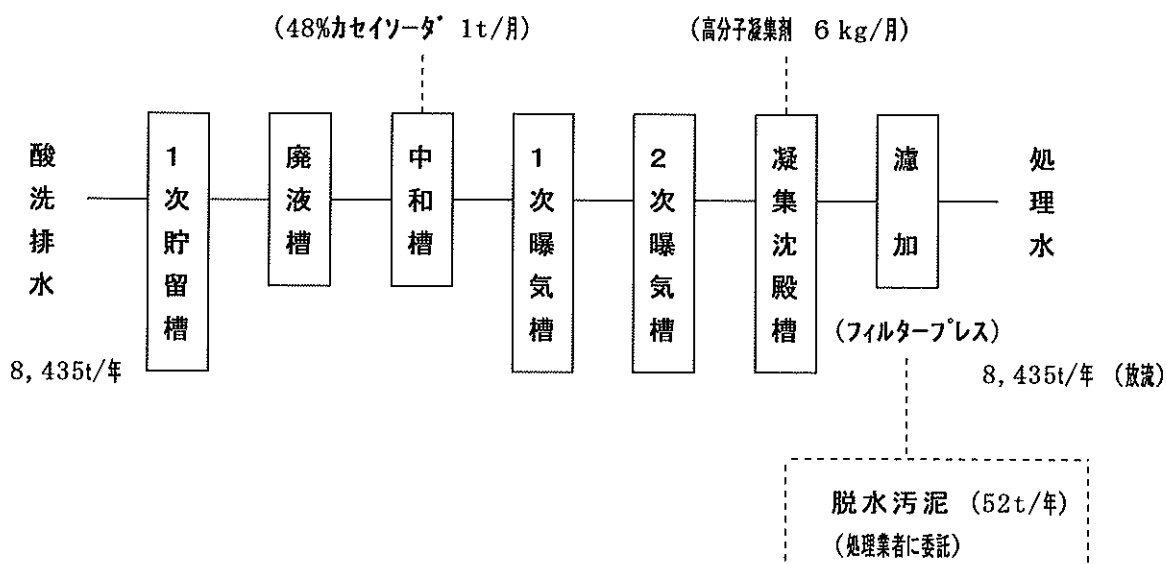 (48%カセイソーダ 1t/月)
(高分子凝集剤 6kg/月)
酸洗排水
1次貯留槽
廃液槽
中和槽
1次曝気槽
2次曝気槽
凝集沈殿槽
濾加
処理水
(フィルタープレス)
8,435t/年
8,435t/年 (放流)
脱水汚泥 (52t/年)
(処理業者に委託)